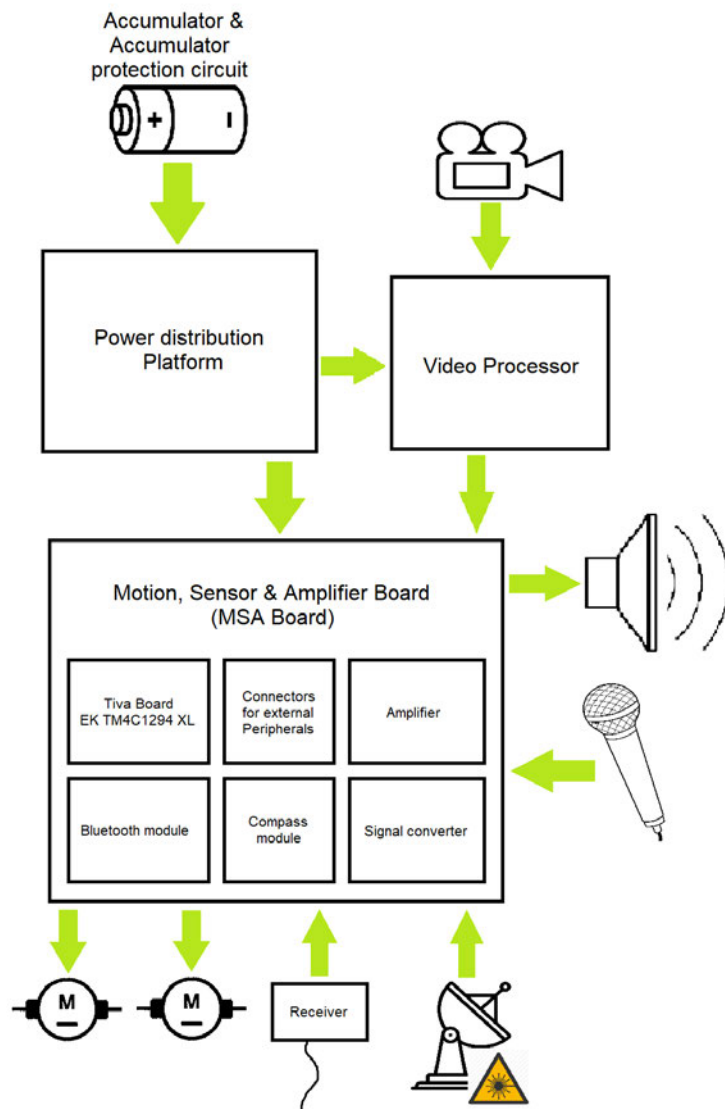 Accumulator &
Accumulator
protection circuit
+
Power distribution
Platform
Video Processor
Motion, Sensor & Amplifier Board
(MSA Board)
Tiva Board
EK TM4C1294 XL
Connectors
for external
Peripherals
Amplifier
Bluetooth module
Compass
module
Signal converter
M
M
Receiver